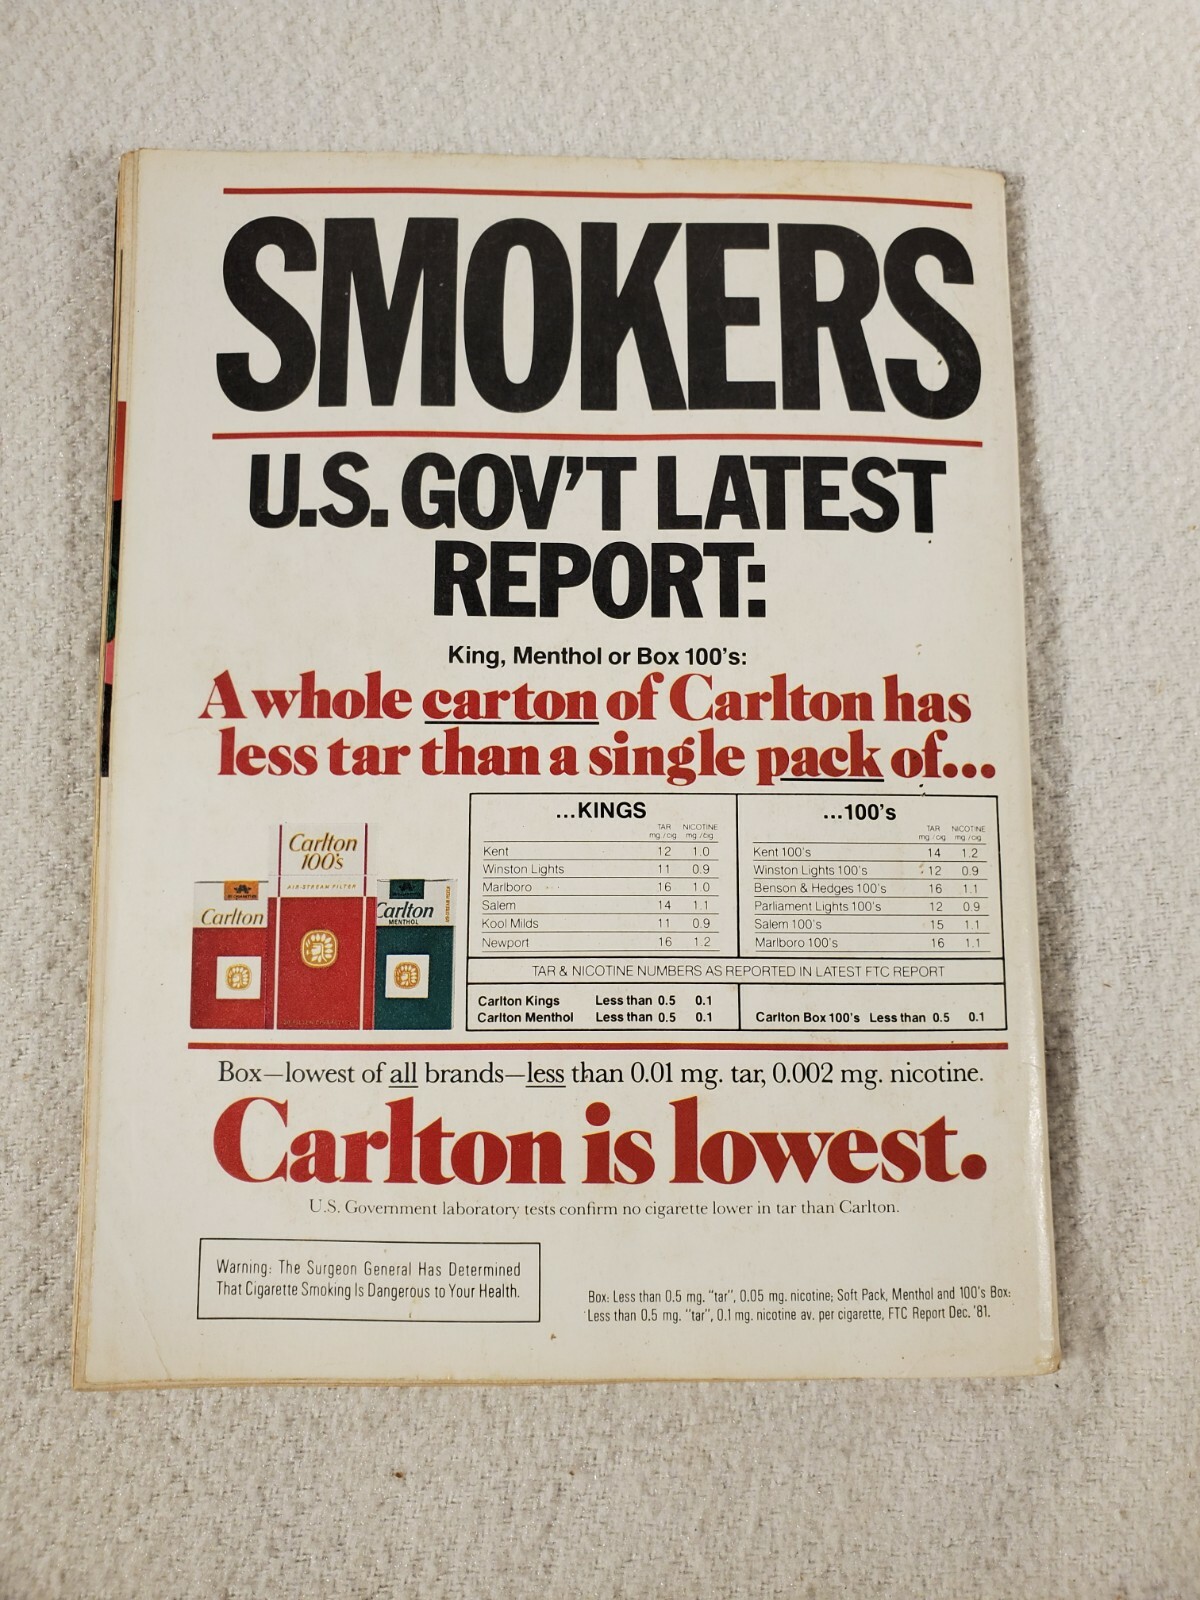 SMOKERS
U.S. GOV'T LATEST
REPORT:
King, Menthol or Box 100's:
A whole carton of Carlton has
less tar than a single pack of...
Carlton
100's
AIR-STREAM FILTER
Carlton
Carlton
MENTHOL
...KINGS
TAR NICOTINE
mg/cig mg/cig
Kent 12 1.0
Winston Lights 11 0.9
Marlboro 16 1.0
Salem 14 1.1
Kool Milds 11 0.9
Newport 16 1.2
...100's
TAR NICOTINE
mg/cig mg/cig
Kent 100's 14 1.2
Winston Lights 100's 12 0.9
Benson & Hedges 100's 16 1.1
Parliament Lights 100's 12 0.9
Salem 100's 15 1.1
Marlboro 100's 16 1.1
TAR & NICOTINE NUMBERS AS REPORTED IN LATEST FTC REPORT
Carlton Kings Less than 0.5 0.1
Carlton Menthol Less than 0.5 0.1
Carlton Box 100's Less than 0.5 0.1
Box—lowest of all brands—less than 0.01 mg. tar, 0.002 mg. nicotine.
Carlton is lowest.
U.S. Government laboratory tests confirm no cigarette lower in tar than Carlton.
Warning: The Surgeon General Has Determined
That Cigarette Smoking Is Dangerous to Your Health.
Box: Less than 0.5 mg. "tar", 0.05 mg. nicotine; Soft Pack, Menthol and 100's Box:
Less than 0.5 mg. "tar", 0.1 mg. nicotine av. per cigarette, FTC Report Dec. '81.